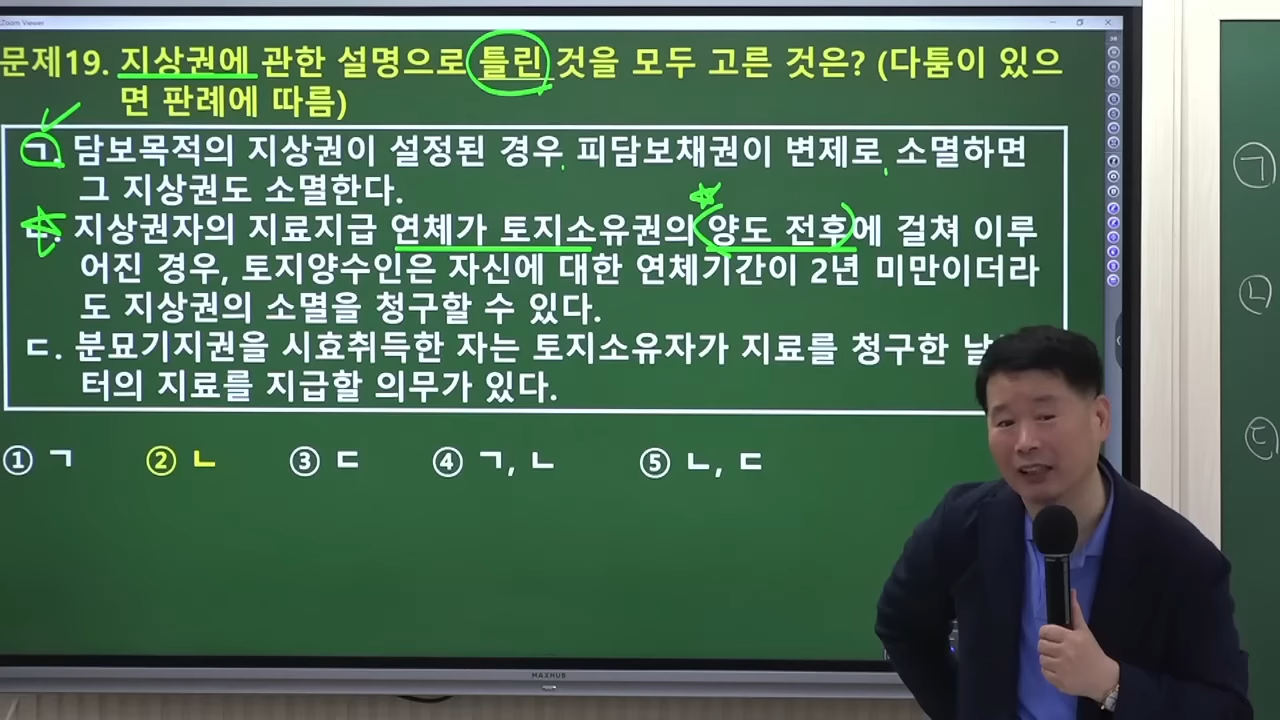 Zoom Viewer
문제19. 지상권에 관한 설명으로 틀린 것을 모두 고른 것은? (다툼이 있으
면 판례에 따름)
ㄱ. 담보목적의 지상권이 설정된 경우 피담보채권이 변제로 소멸하면
그 지상권도 소멸한다.
ㄴ. 지상권자의 지료지급 연체가 토지소유권의 양도 전후에 걸쳐 이루
어진 경우, 토지양수인은 자신에 대한 연체기간이 2년 미만이더라
도 지상권의 소멸을 청구할 수 있다.
ㄷ. 분묘기지권을 시효취득한 자는 토지소유자가 지료를 청구한 날
터의 지료를 지급할 의무가 있다.
① ㄱ ② ㄴ ③ ㄷ ④ ㄱ, ㄴ ⑤ ㄴ, ㄷ
MAXHUB
ㄱ
ㄴ
ㄷ